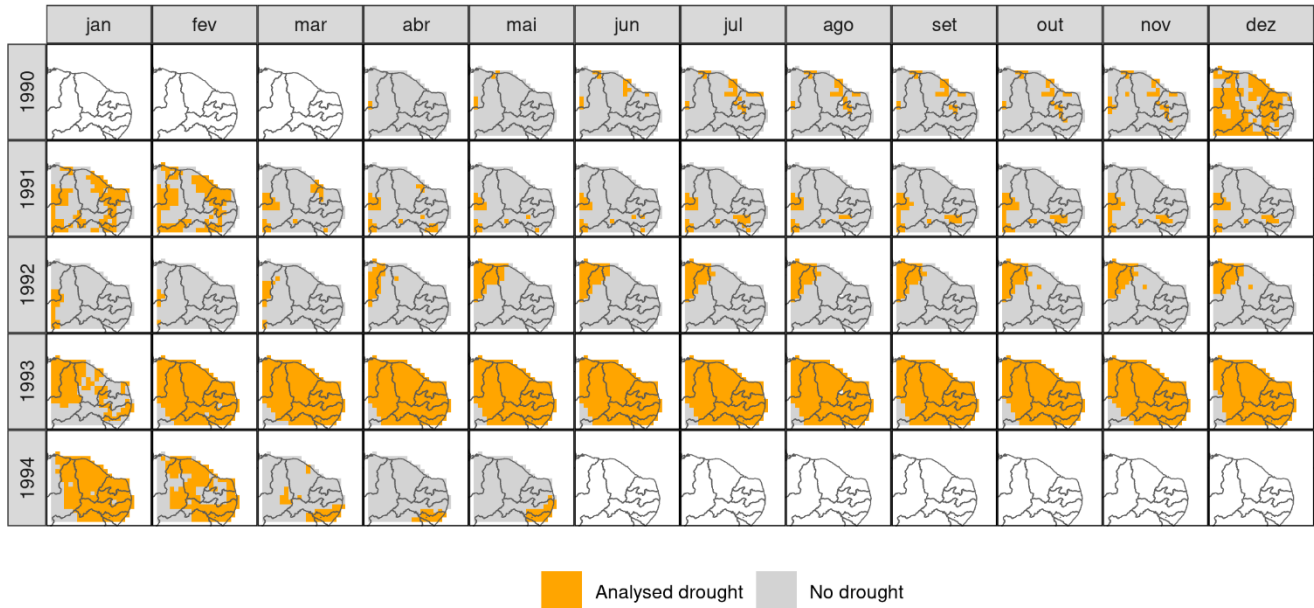 jan fev mar abr mai jun jul ago set out nov dez
1990
1991
1992
1993
1994
Analysed drought No drought